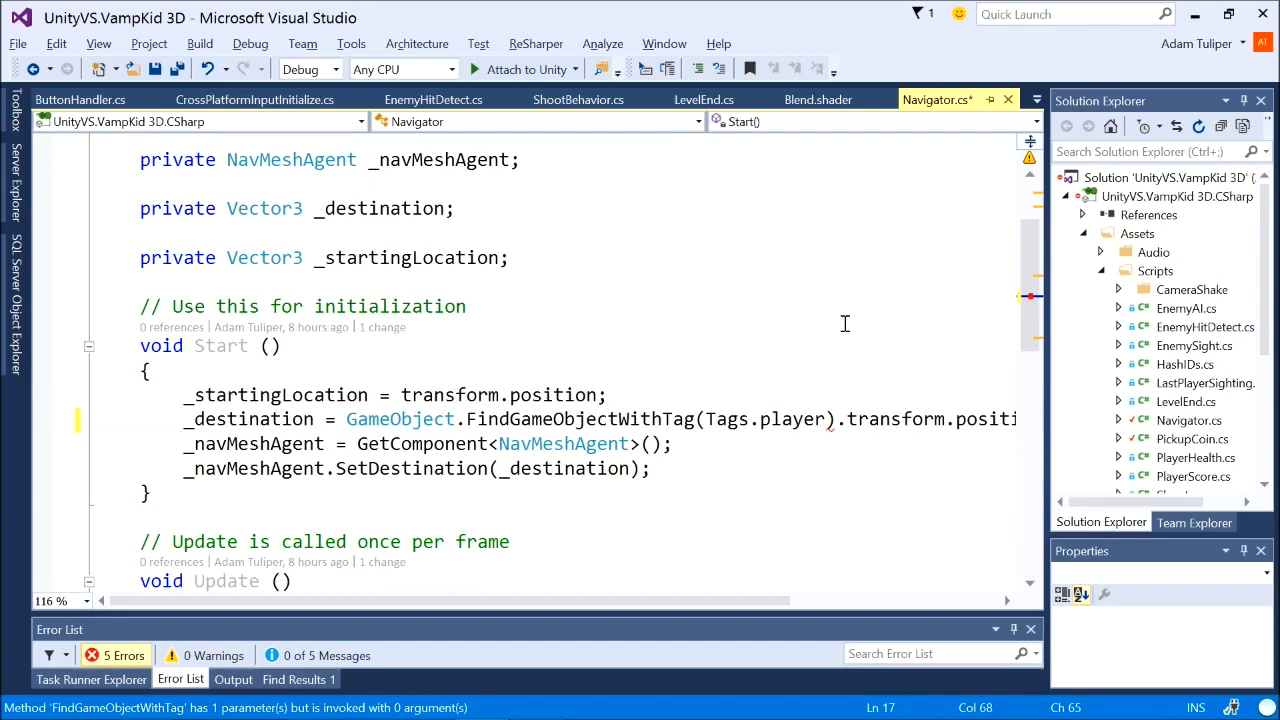 UnityVS.VampKid 3D - Microsoft Visual Studio
1
Quick Launch
File Edit View Project Build Debug Team Tools Architecture Test ReSharper Analyze Window Help
Adam Tuliper AT
Debug Any CPU Attach to Unity
ButtonHandler.cs CrossPlatformInputInitialize.cs EnemyHitDetect.cs ShootBehavior.cs LevelEnd.cs Blend.shader Navigator.cs*
UnityVS.VampKid 3D.CSharp Navigator Start()
Toolbox
Server Explorer
SQL Server Object Explorer
private NavMeshAgent _navMeshAgent;
private Vector3 _destination;
private Vector3 _startingLocation;
// Use this for initialization
0 references | Adam Tuliper, 8 hours ago | 1 change
void Start ()
{
_startingLocation = transform.position;
_destination = GameObject.FindGameObjectWithTag(Tags.player).transform.positi
_navMeshAgent = GetComponent<NavMeshAgent>();
_navMeshAgent.SetDestination(_destination);
}
// Update is called once per frame
0 references | Adam Tuliper, 8 hours ago | 1 change
void Update ()
116 %
Solution Explorer
Search Solution Explorer (Ctrl+;)
Solution 'UnityVS.VampKid 3D' (
UnityVS.VampKid 3D.CSharp
References
Assets
Audio
Scripts
CameraShake
C# EnemyAI.cs
C# EnemyHitDetect.cs
C# EnemySight.cs
C# HashIDs.cs
C# LastPlayerSighting.
C# LevelEnd.cs
C# Navigator.cs
C# PickupCoin.cs
C# PlayerHealth.cs
C# PlayerScore.cs
Solution Explorer Team Explorer
Properties
Error List
5 Errors 0 Warnings 0 of 5 Messages
Search Error List
Task Runner Explorer Error List Output Find Results 1
Method 'FindGameObjectWithTag' has 1 parameter(s) but is invoked with 0 argument(s) Ln 17 Col 68 Ch 65 INS